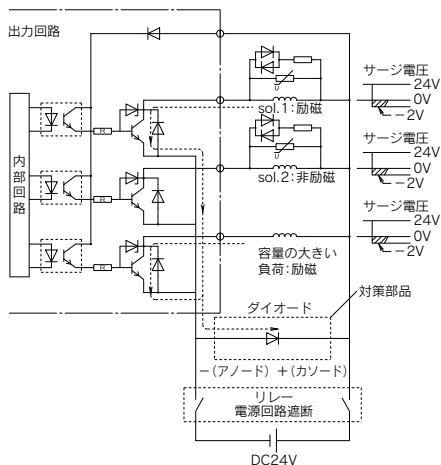 出力回路
サージ電圧
24V
0V
−2V
sol.1：励磁
内部回路
R
サージ電圧
24V
0V
−2V
sol.2：非励磁
R
サージ電圧
24V
0V
−2V
容量の大きい
負荷：励磁
R
対策部品
ダイオード
−（アノード）＋（カソード）
リレー
電源回路遮断
DC24V